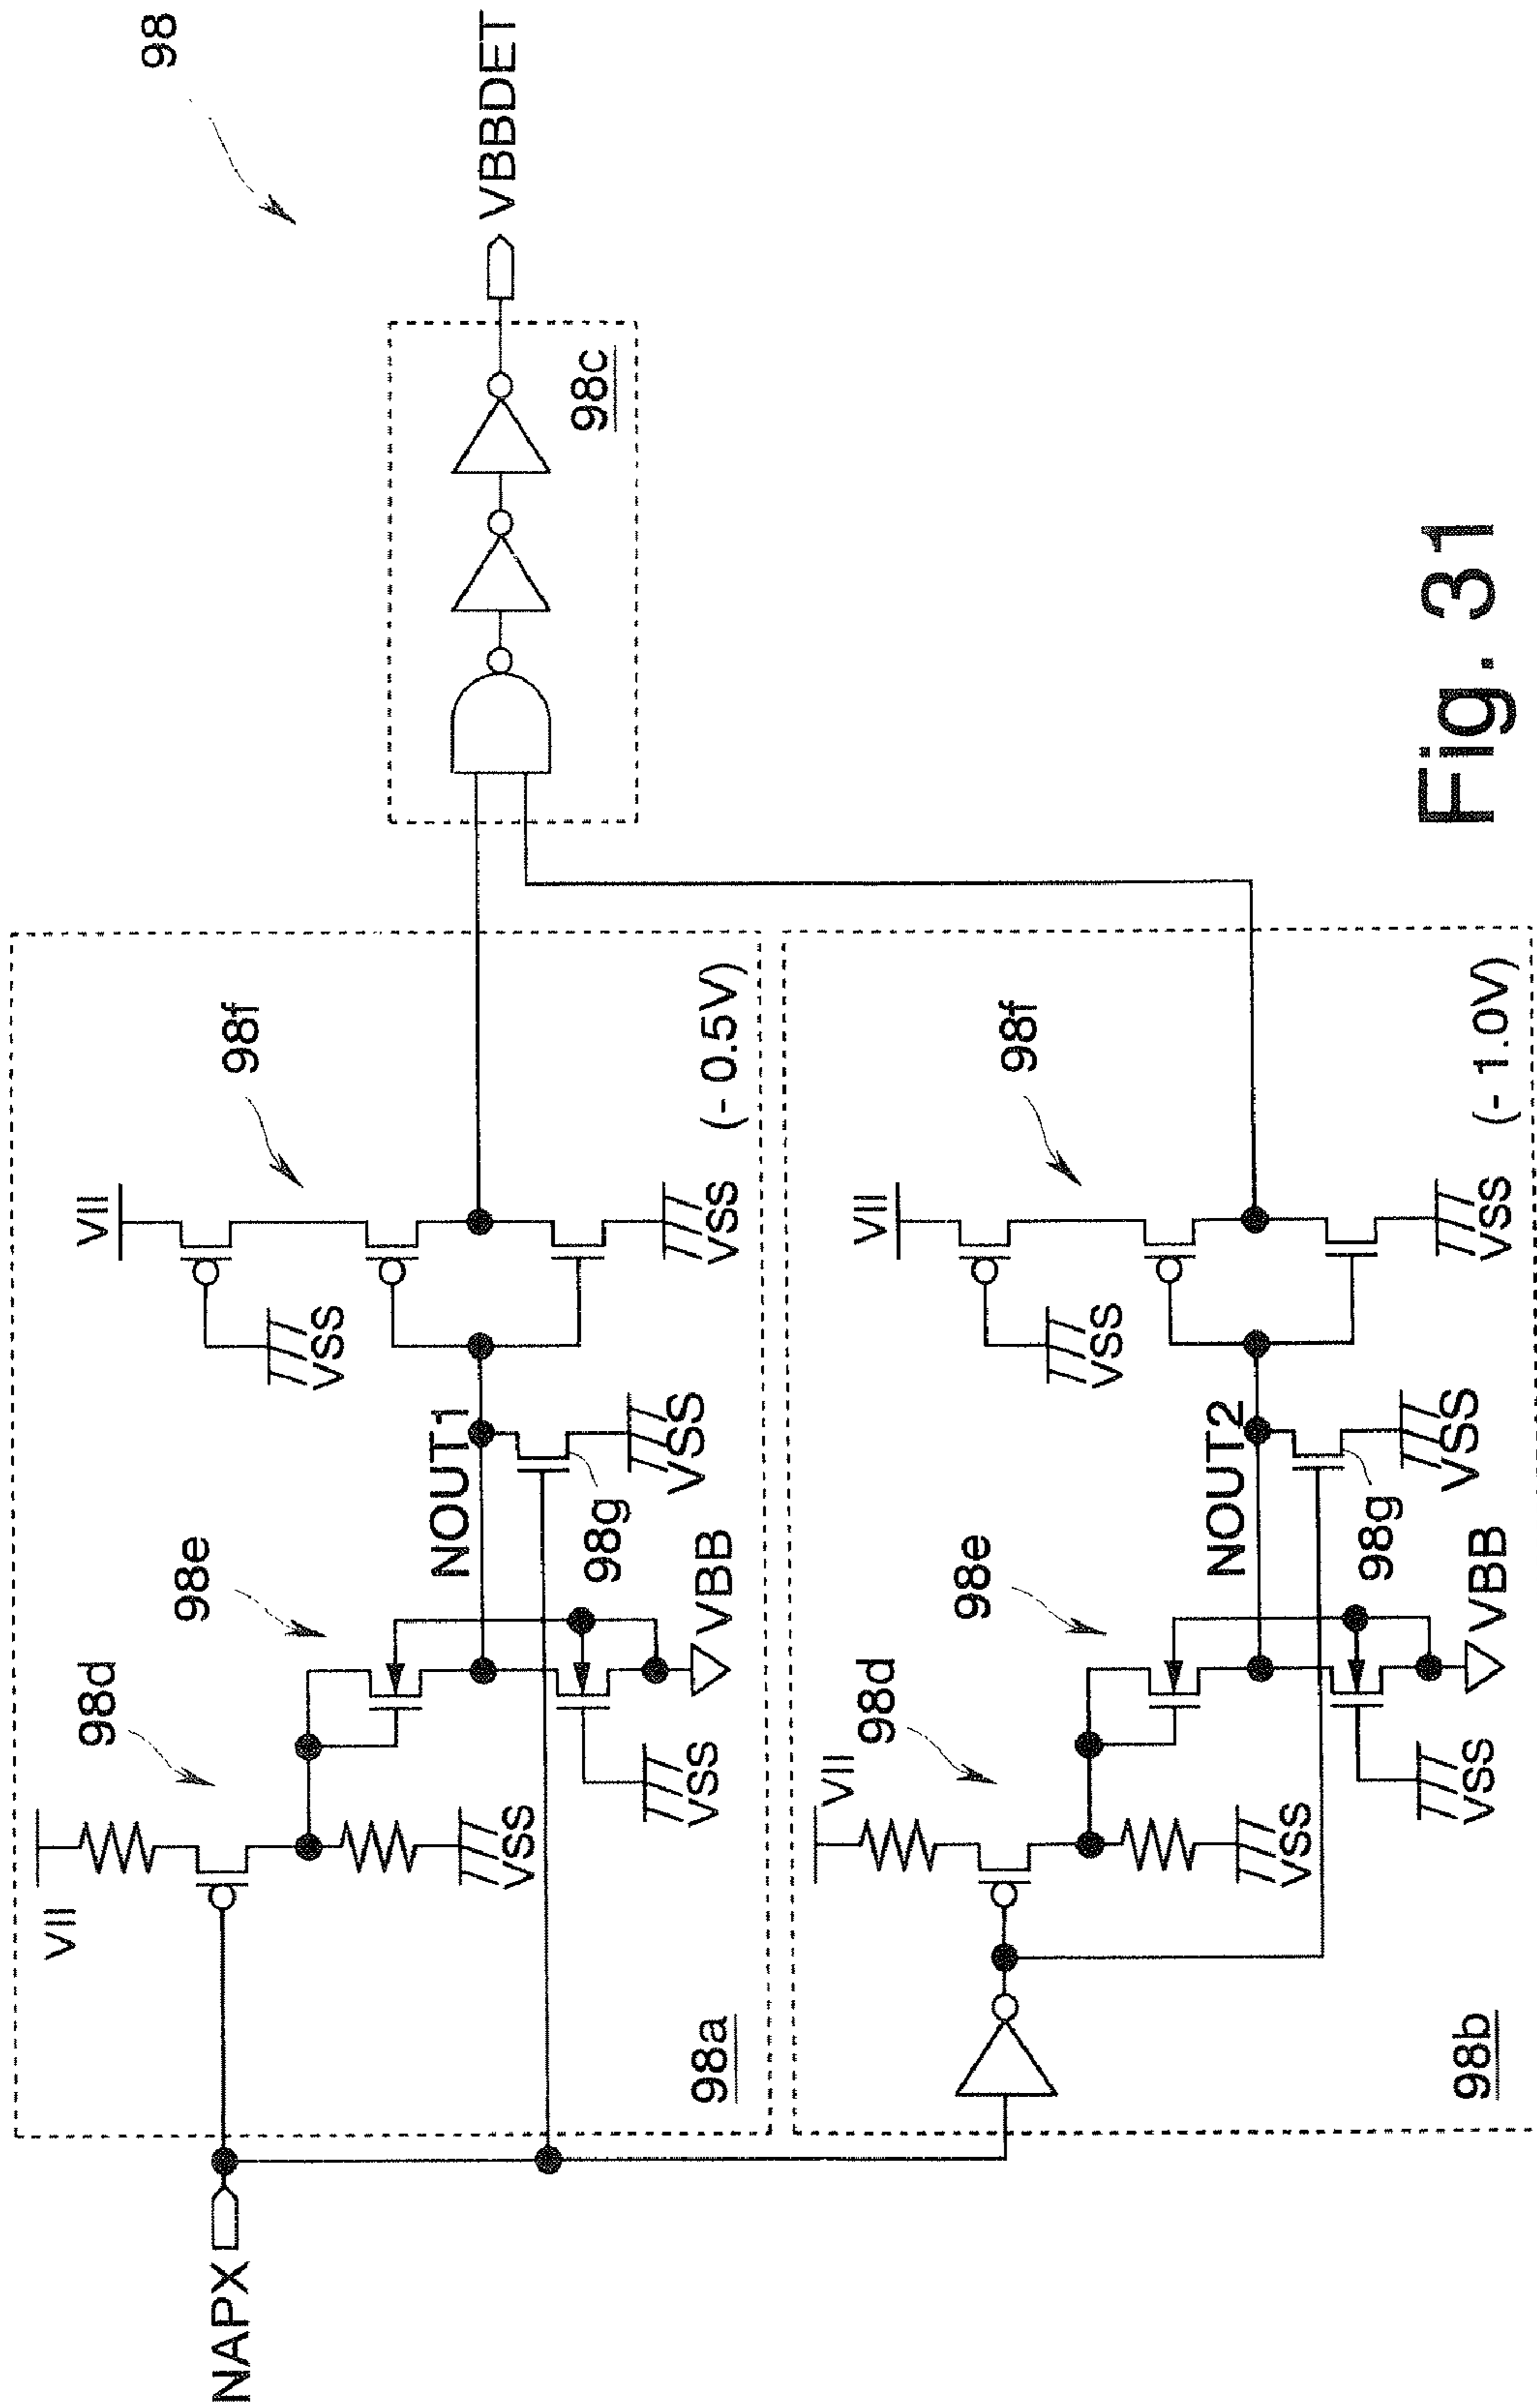 98
NAPX
VII
98d
98e
VII
98f
VSS
NOUT1
VSS
VSS
98g
VSS
VBB
VSS
98a
(- 0.5V)
98c
VBBDET
VII
98d
98e
VII
98f
VSS
NOUT2
VSS
VSS
98g
VSS
VBB
VSS
98b
(- 1.0V)
Fig. 31